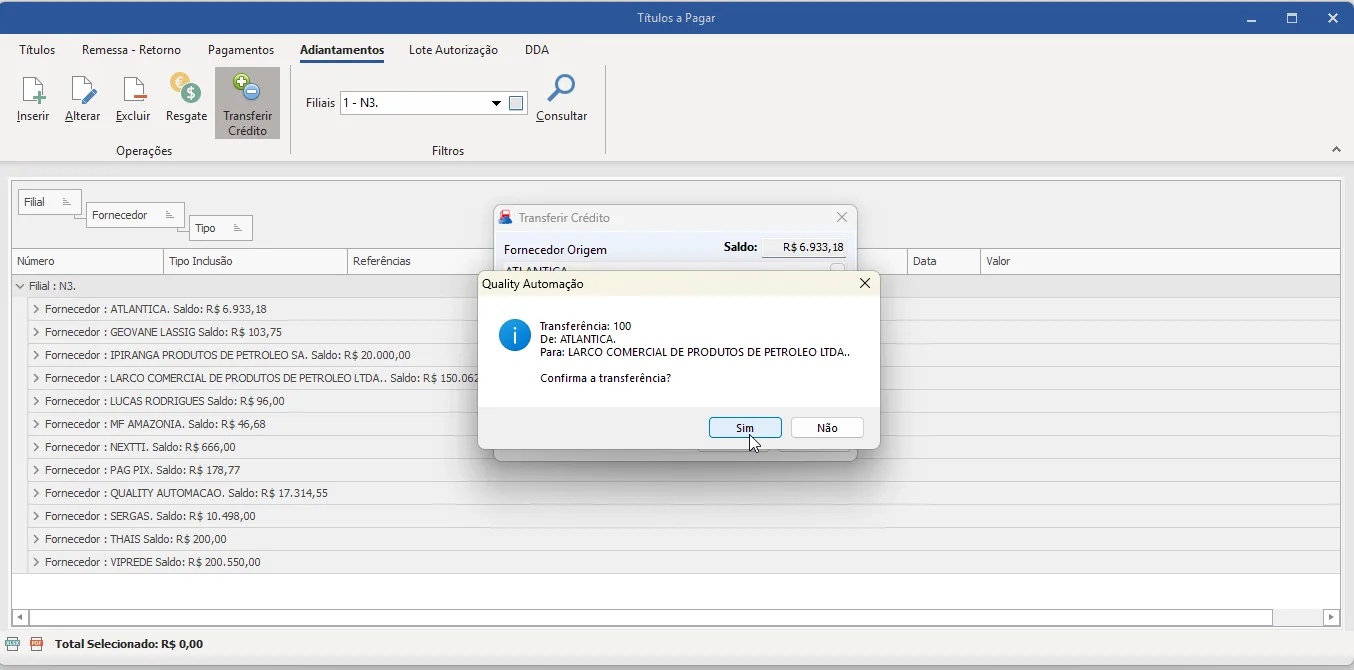 Títulos a Pagar
Títulos Remessa - Retorno Pagamentos Adiantamentos Lote Autorização DDA
Inserir Alterar Excluir Resgate Transferir Crédito
Filiais 1 - N3. Consultar
Operações Filtros
Filial
Fornecedor
Tipo
Transferir Crédito
Fornecedor Origem Saldo: R$ 6.933,18
ATLANTICA
Número Tipo Inclusão Referências Data Valor
Filial : N3.
Fornecedor : ATLANTICA. Saldo: R$ 6.933,18
Fornecedor : GEOVANE LASSIG Saldo: R$ 103,75
Fornecedor : IPIRANGA PRODUTOS DE PETROLEO SA. Saldo: R$ 20.000,00
Fornecedor : LARCO COMERCIAL DE PRODUTOS DE PETROLEO LTDA.. Saldo: R$ 150.062
Fornecedor : LUCAS RODRIGUES Saldo: R$ 96,00
Fornecedor : MF AMAZONIA. Saldo: R$ 46,68
Fornecedor : NEXTTI. Saldo: R$ 666,00
Fornecedor : PAG PIX. Saldo: R$ 178,77
Fornecedor : QUALITY AUTOMACAO. Saldo: R$ 17.314,55
Fornecedor : SERGAS. Saldo: R$ 10.498,00
Fornecedor : THAIS Saldo: R$ 200,00
Fornecedor : VIPREDE Saldo: R$ 200.550,00
Quality Automação
Transferência: 100
De: ATLANTICA.
Para: LARCO COMERCIAL DE PRODUTOS DE PETROLEO LTDA..
Confirma a transferência?
Sim Não
XLSX PDF Total Selecionado: R$ 0,00